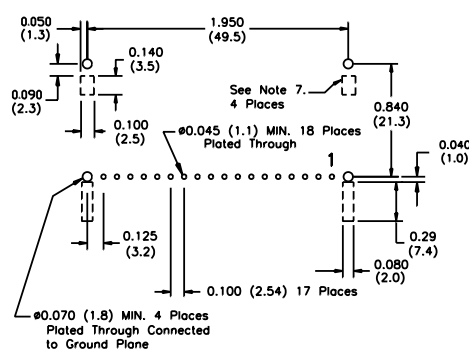 0.050
(1.3)
1.950
(49.5)
0.140
(3.5)
0.090
(2.3)
See Note 7.
4 Places
0.840
(21.3)
0.100
(2.5)
ø0.045 (1.1) MIN. 18 Places
Plated Through
1
0.040
(1.0)
0.125
(3.2)
0.29
(7.4)
0.100 (2.54) 17 Places
0.080
(2.0)
ø0.070 (1.8) MIN. 4 Places
Plated Through Connected
to Ground Plane